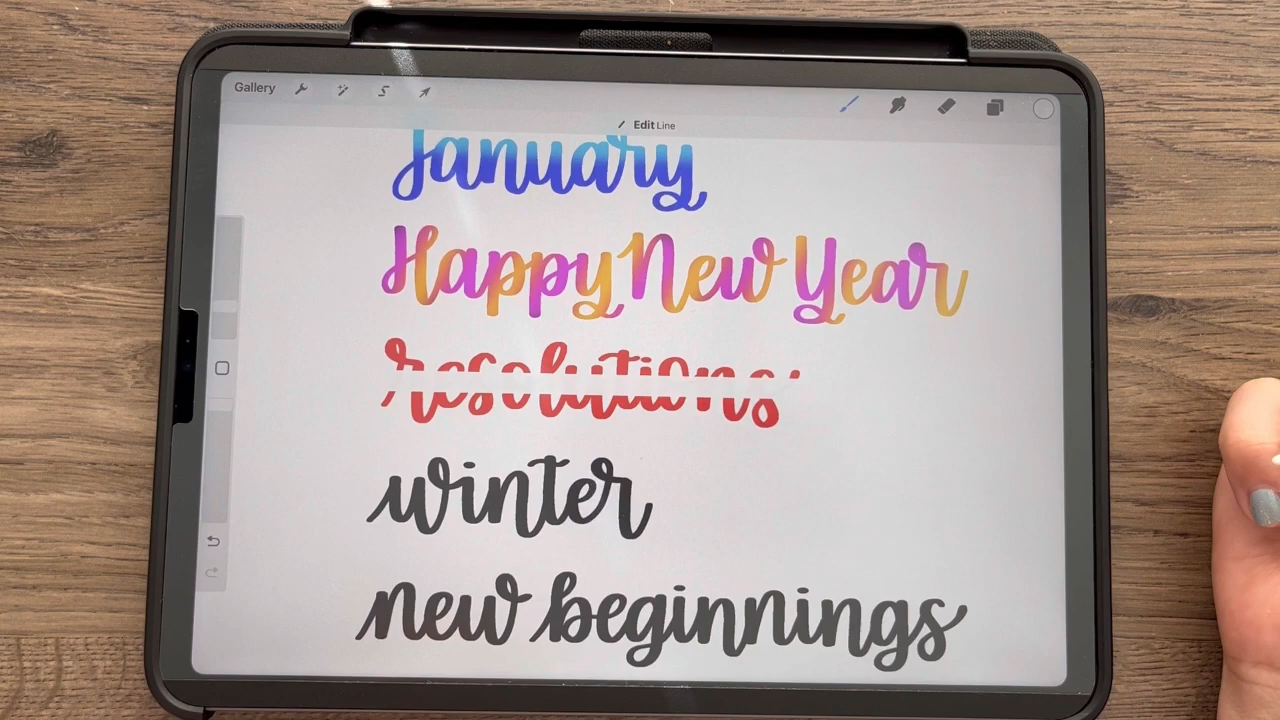 Gallery
Edit Line
January
Happy New Year
resolutions
winter
new beginnings